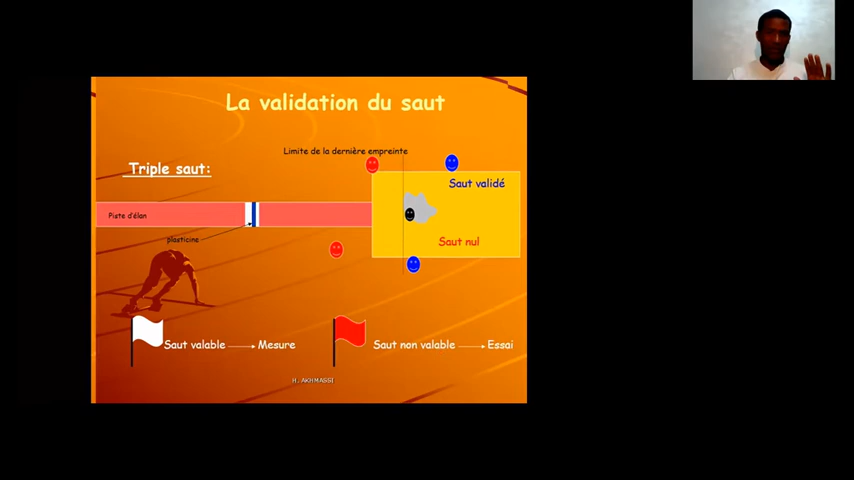 La validation du saut
Limite de la dernière empreinte
Triple saut:
Saut validé
Piste d'élan
plasticine
Saut nul
Saut valable
Mesure
Saut non valable
Essai
H. AKHMASSI